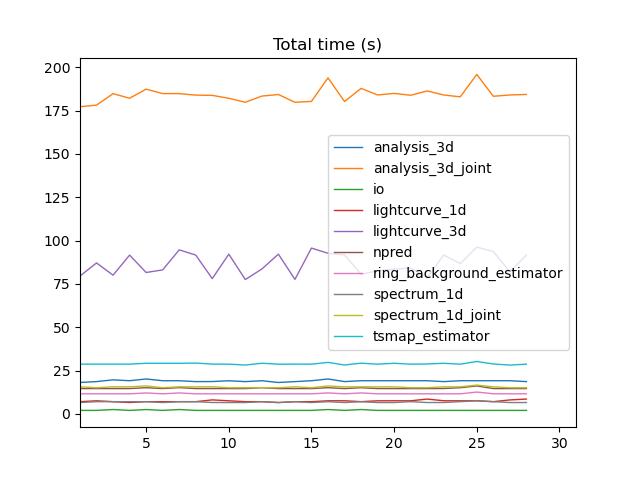 Total time (s)
200
175
150
125
100
75
50
25
0
analysis_3d
analysis_3d_joint
io
lightcurve_1d
lightcurve_3d
npred
ring_background_estimator
spectrum_1d
spectrum_1d_joint
tsmap_estimator
5 10 15 20 25 30